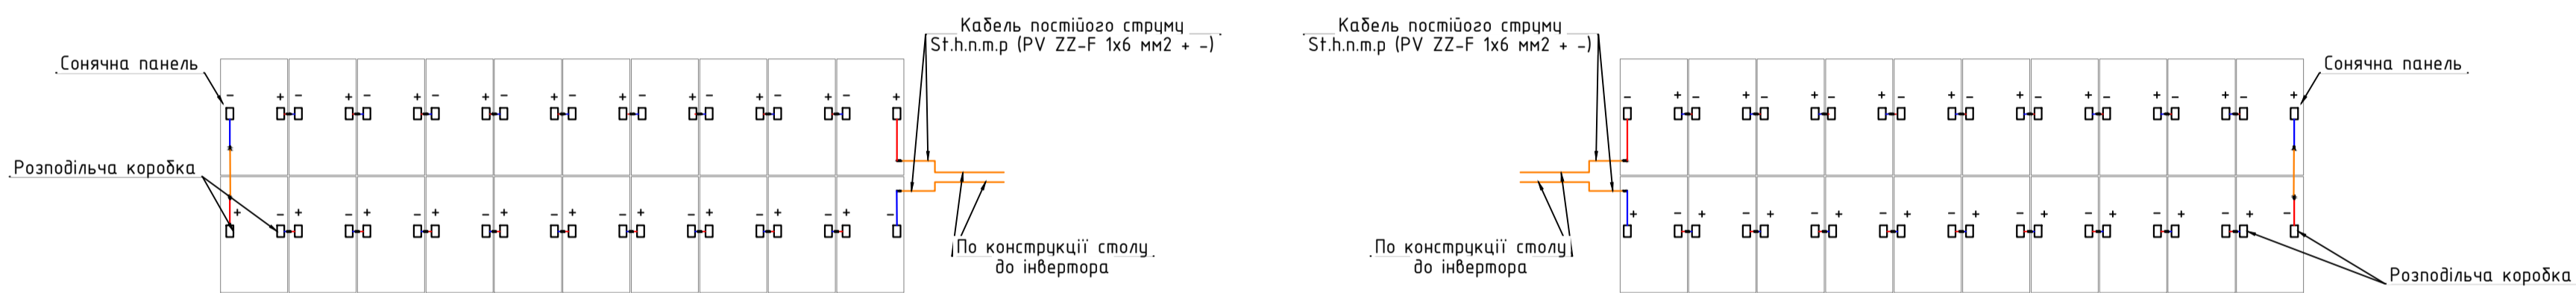 Кабель постійого струму
St.h.n.m.p (PV ZZ-F 1x6 мм2 + -)
Сонячна панель
- + - + - + - + - + - + - + - + - + - +
Розподільча коробка
+ - + - + - + - + - + - + - + - + - + -
По конструкції столу
до інвертора
Кабель постійого струму
St.h.n.m.p (PV ZZ-F 1x6 мм2 + -)
Сонячна панель
- + - + - + - + - + - + - + - + - + - +
+ - + - + - + - + - + - + - + - + - + -
По конструкції столу
до інвертора
Розподільча коробка